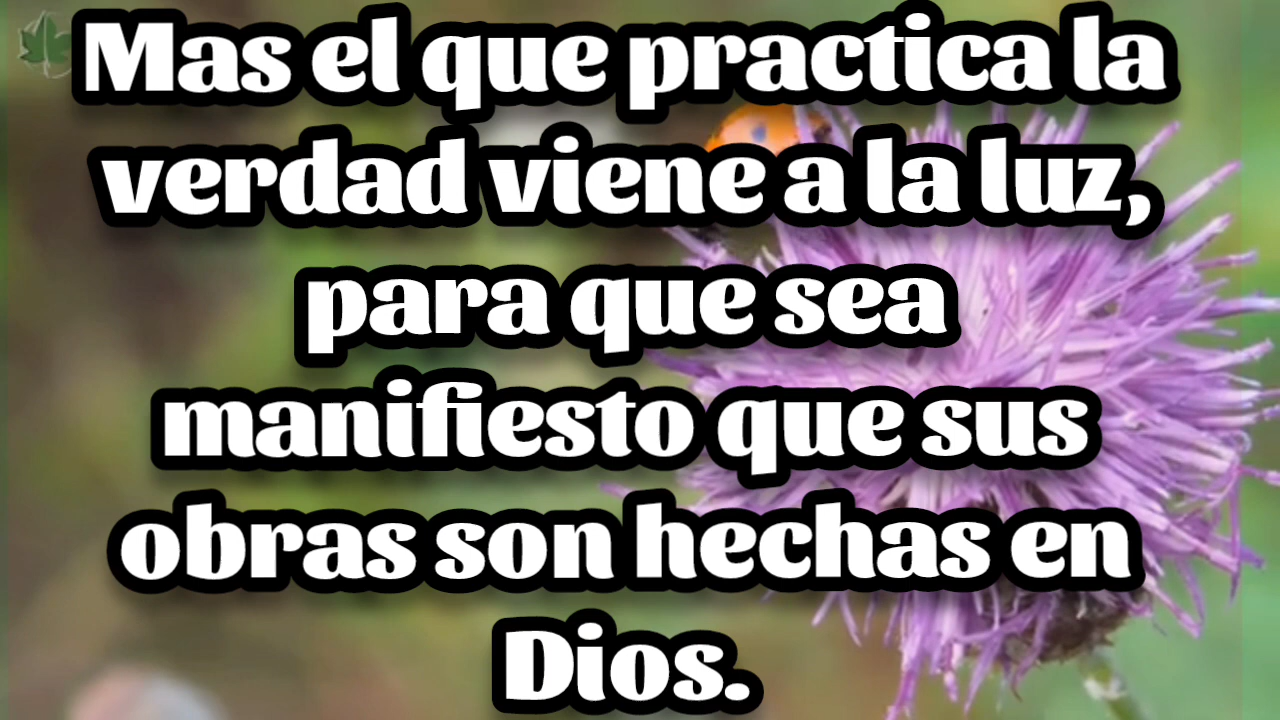 Mas el que practica la
verdad viene a la luz,
para que sea
manifiesto que sus
obras son hechas en
Dios.